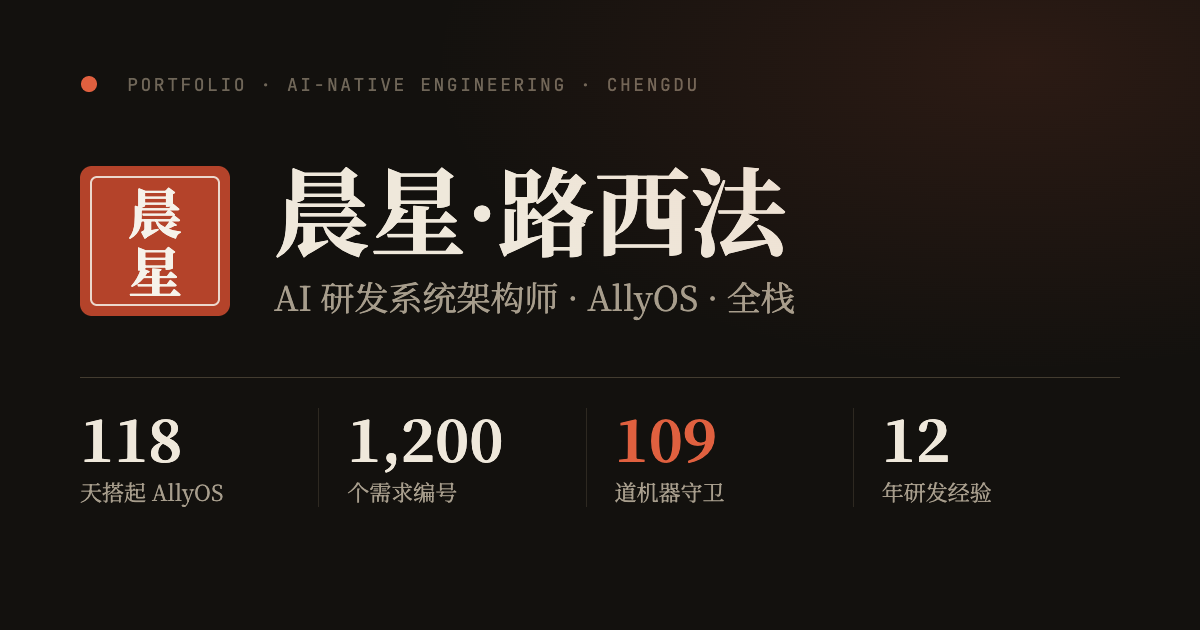 PORTFOLIO · AI-NATIVE ENGINEERING · CHENGDU
晨
星
晨星·路西法
AI 研发系统架构师 · AllyOS · 全栈
118
天搭起 AllyOS
1,200
个需求编号
109
道机器守卫
12
年研发经验